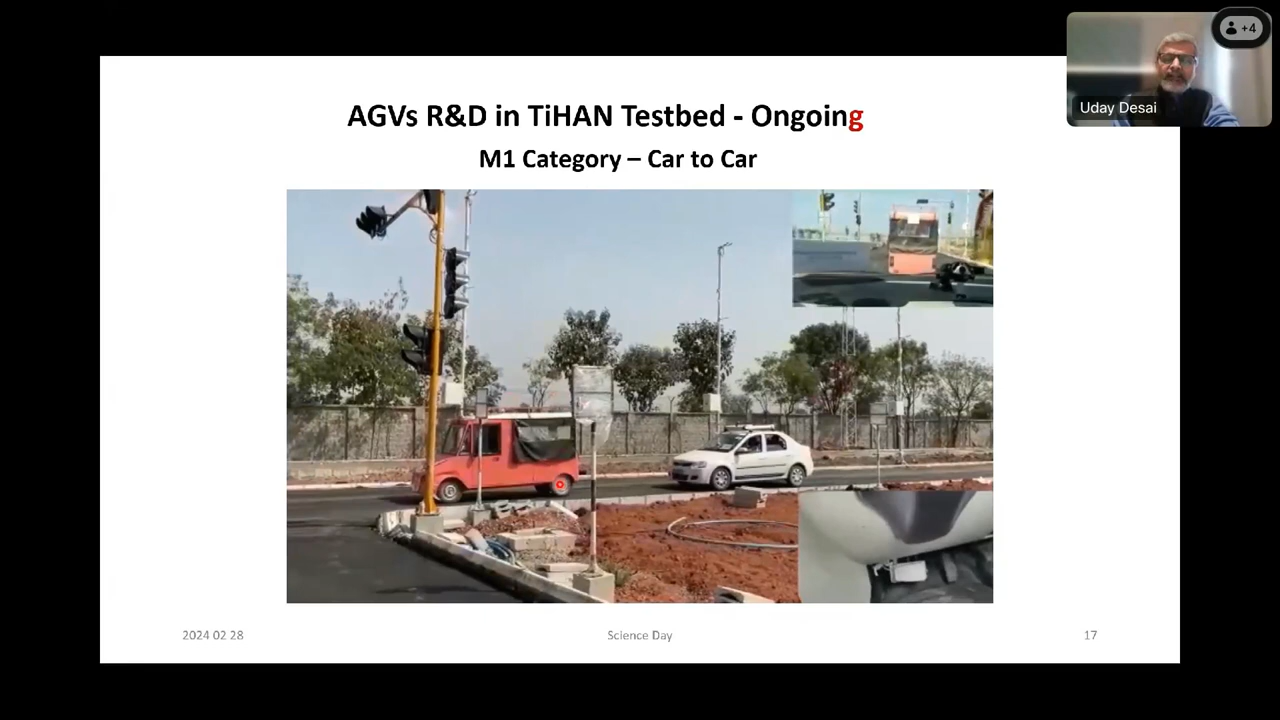 +4
Uday Desai
AGVs R&D in TiHAN Testbed - Ongoing
M1 Category – Car to Car
2024 02 28
Science Day
17